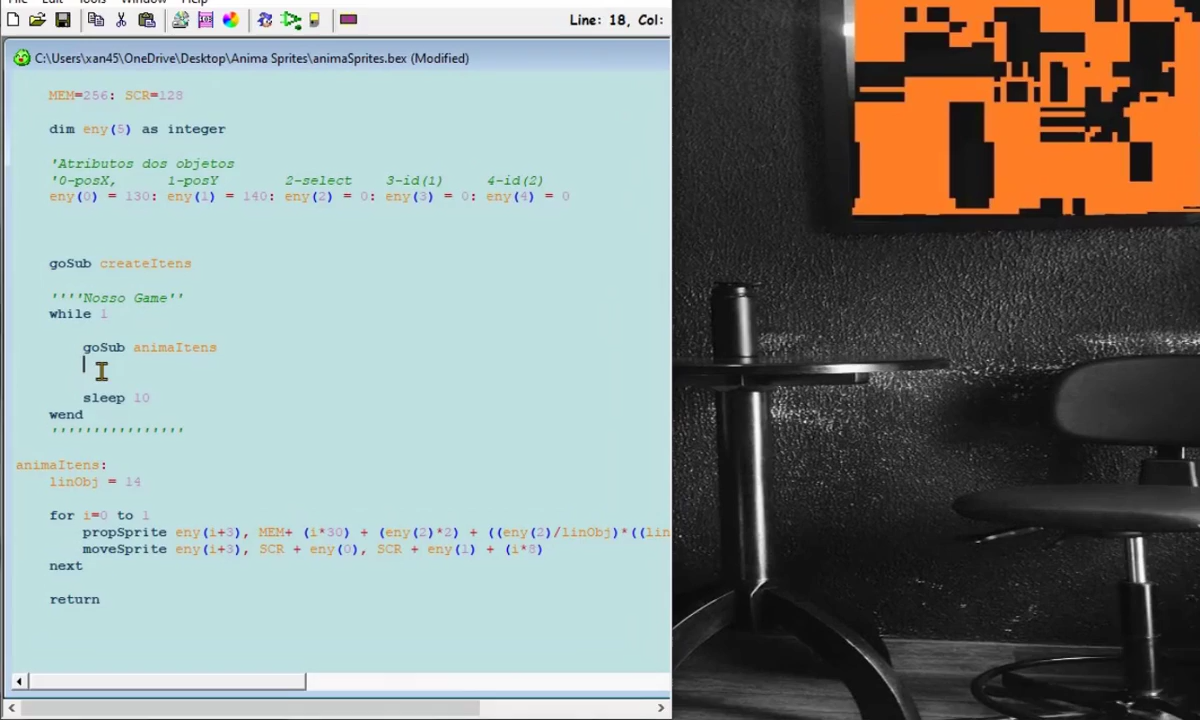 File Edit Tools Window Help
Line: 18, Col:
C:\Users\xan45\OneDrive\Desktop\Anima Sprites\animaSprites.bex (Modified)
MEM=256: SCR=128
dim eny(5) as integer
'Atributos dos objetos
'0-posX, 1-posY 2-select 3-id(1) 4-id(2)
eny(0) = 130: eny(1) = 140: eny(2) = 0: eny(3) = 0: eny(4) = 0
goSub createItens
''''Nosso Game''
while 1
goSub animaItens
sleep 10
wend
''''''''''''''''
animaItens:
linObj = 14
for i=0 to 1
propSprite eny(i+3), MEM+ (i*30) + (eny(2)*2) + ((eny(2)/linObj)*((lin
moveSprite eny(i+3), SCR + eny(0), SCR + eny(1) + (i*8)
next
return